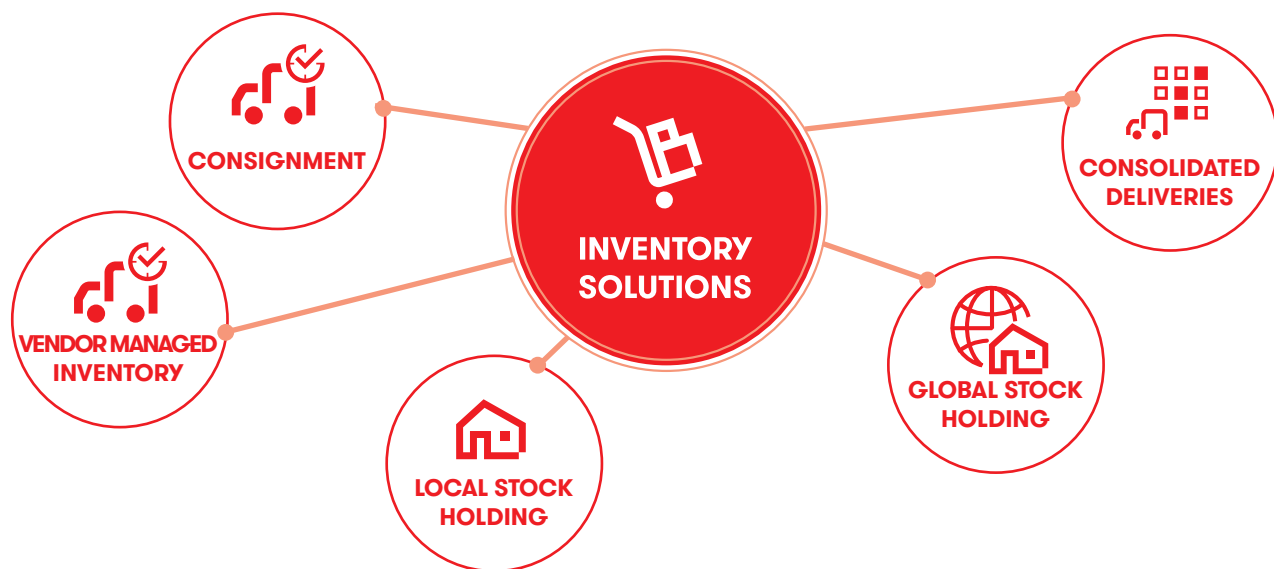 CONSIGNMENT
CONSOLIDATED
DELIVERIES
INVENTORY
SOLUTIONS
VENDOR MANAGED
INVENTORY
GLOBAL STOCK
HOLDING
LOCAL STOCK
HOLDING